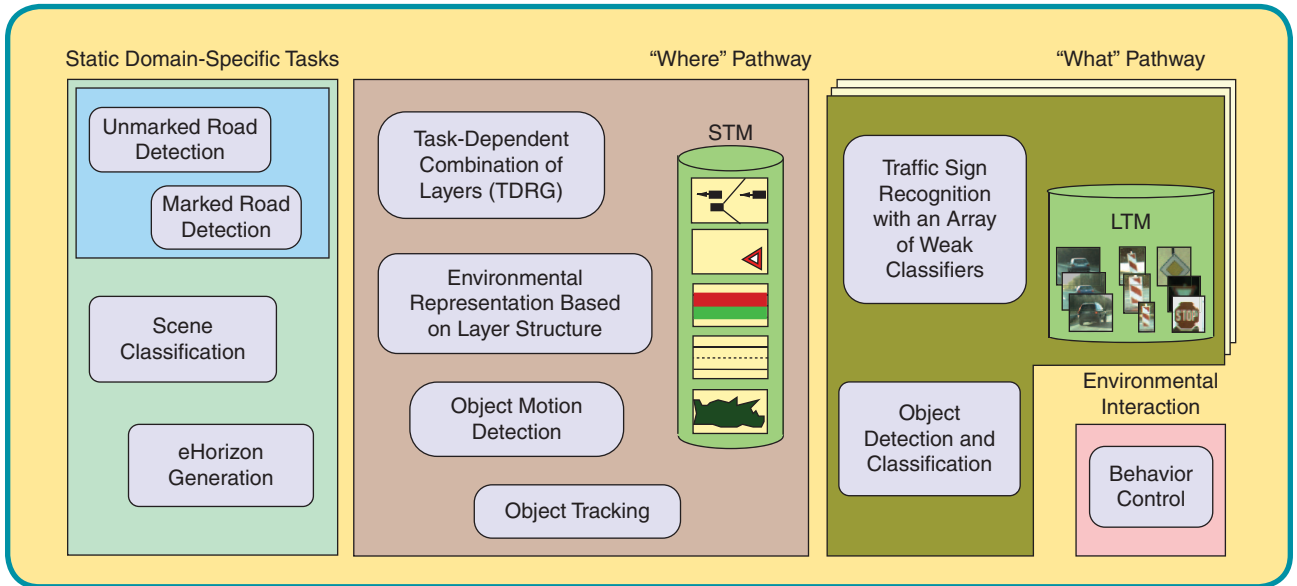 Static Domain-Specific Tasks
Unmarked Road
Detection
Marked Road
Detection
Scene
Classification
eHorizon
Generation
“Where” Pathway
Task-Dependent
Combination of
Layers (TDRG)
Environmental
Representation Based
on Layer Structure
Object Motion
Detection
Object Tracking
STM
“What” Pathway
Traffic Sign
Recognition
with an Array
of Weak
Classifiers
LTM
STOP
Object
Detection and
Classification
Environmental
Interaction
Behavior
Control